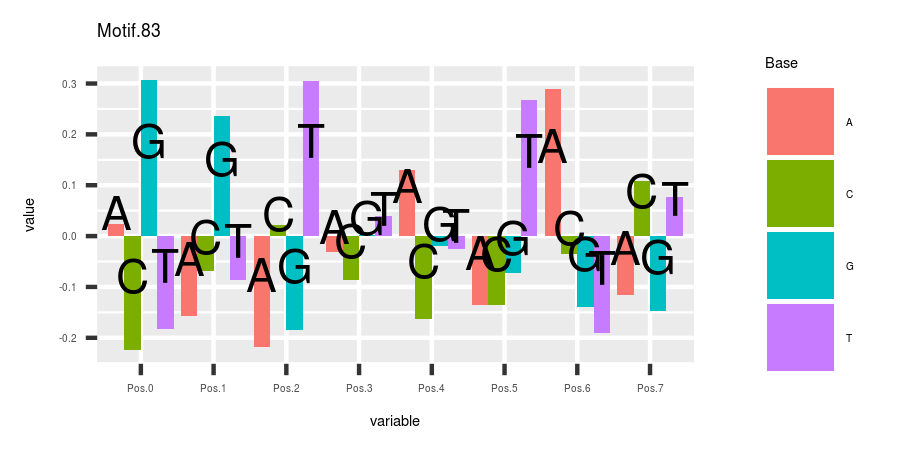 Motif.83
value
0.3
0.2
0.1
0.0
-0.1
-0.2
A C G T
A C G T
A C G T
A C G T
A C G T
A C G T
A C G T
A C G T
Pos.0 Pos.1 Pos.2 Pos.3 Pos.4 Pos.5 Pos.6 Pos.7
variable
Base
A
C
G
T